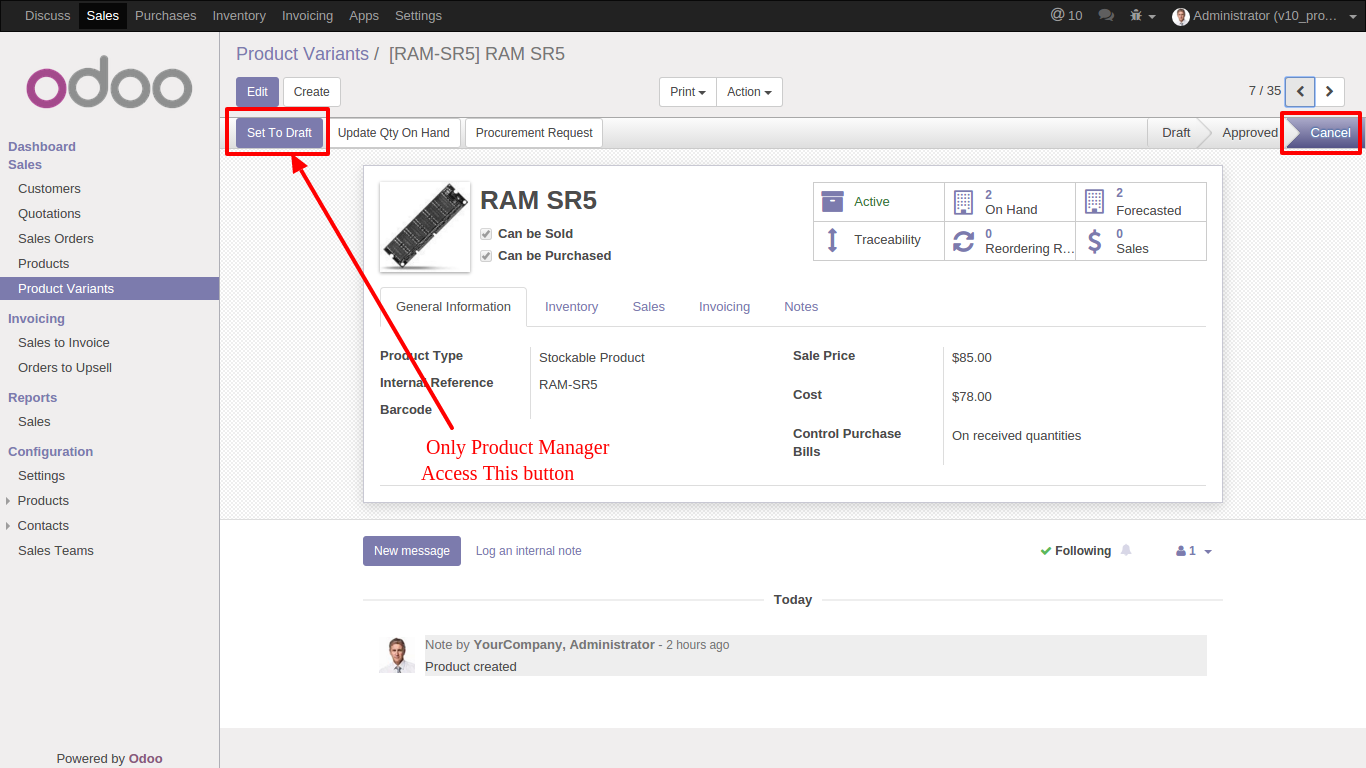 Discuss Sales Purchases Inventory Invoicing Apps Settings @ 10 Administrator (v10_pro...
odoo
Product Variants / [RAM-SR5] RAM SR5
Edit Create Print Action 7 / 35
Set To Draft Update Qty On Hand Procurement Request Draft Approved Cancel
Dashboard
Sales
Customers
Quotations
Sales Orders
Products
Product Variants
Invoicing
Sales to Invoice
Orders to Upsell
Reports
Sales
Configuration
Settings
Products
Contacts
Sales Teams
Powered by Odoo
RAM SR5
Can be Sold
Can be Purchased
Active
2
On Hand
2
Forecasted
Traceability
0
Reordering R...
0
Sales
General Information Inventory Sales Invoicing Notes
Product Type Stockable Product
Internal Reference RAM-SR5
Barcode
Sale Price $85.00
Cost $78.00
Control Purchase
Bills
On received quantities
Only Product Manager
Access This button
New message Log an internal note Following 1
Today
Note by YourCompany, Administrator - 2 hours ago
Product created